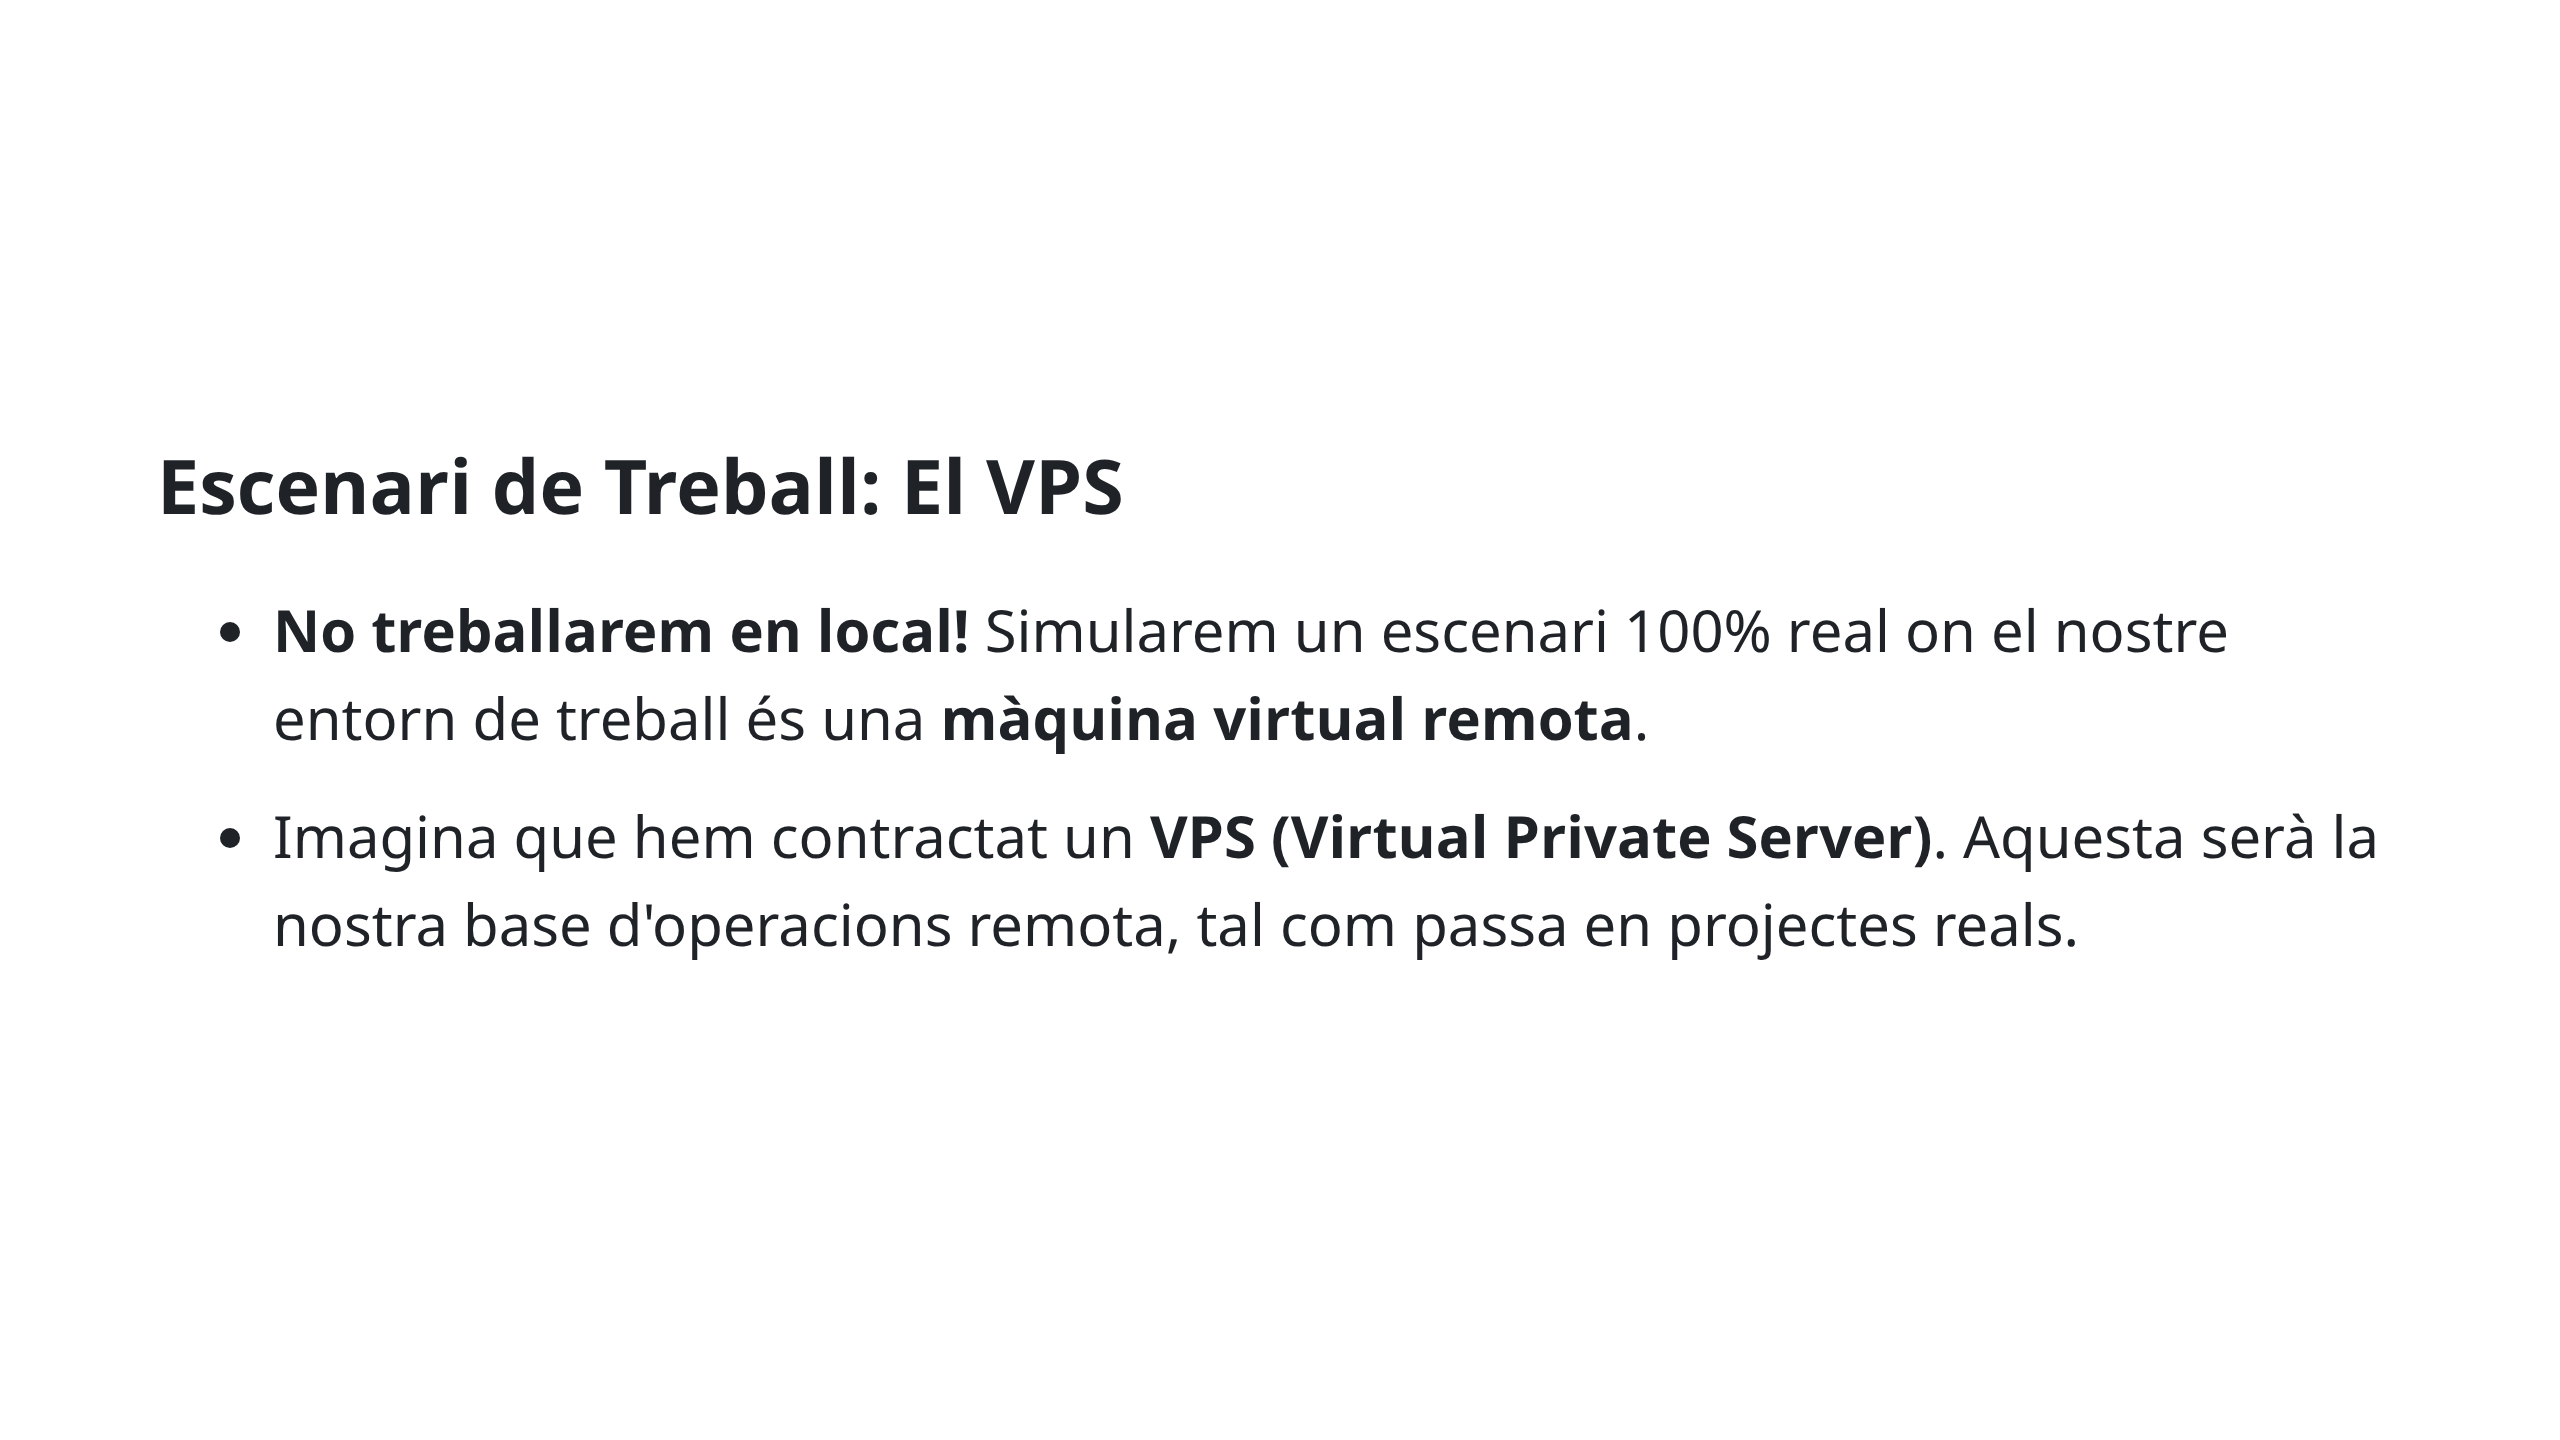 Escenari de Treball: El VPS
No treballarem en local! Simularem un escenari 100% real on el nostre
entorn de treball és una màquina virtual remota.
Imagina que hem contractat un VPS (Virtual Private Server). Aquesta serà la
nostra base d'operacions remota, tal com passa en projectes reals.